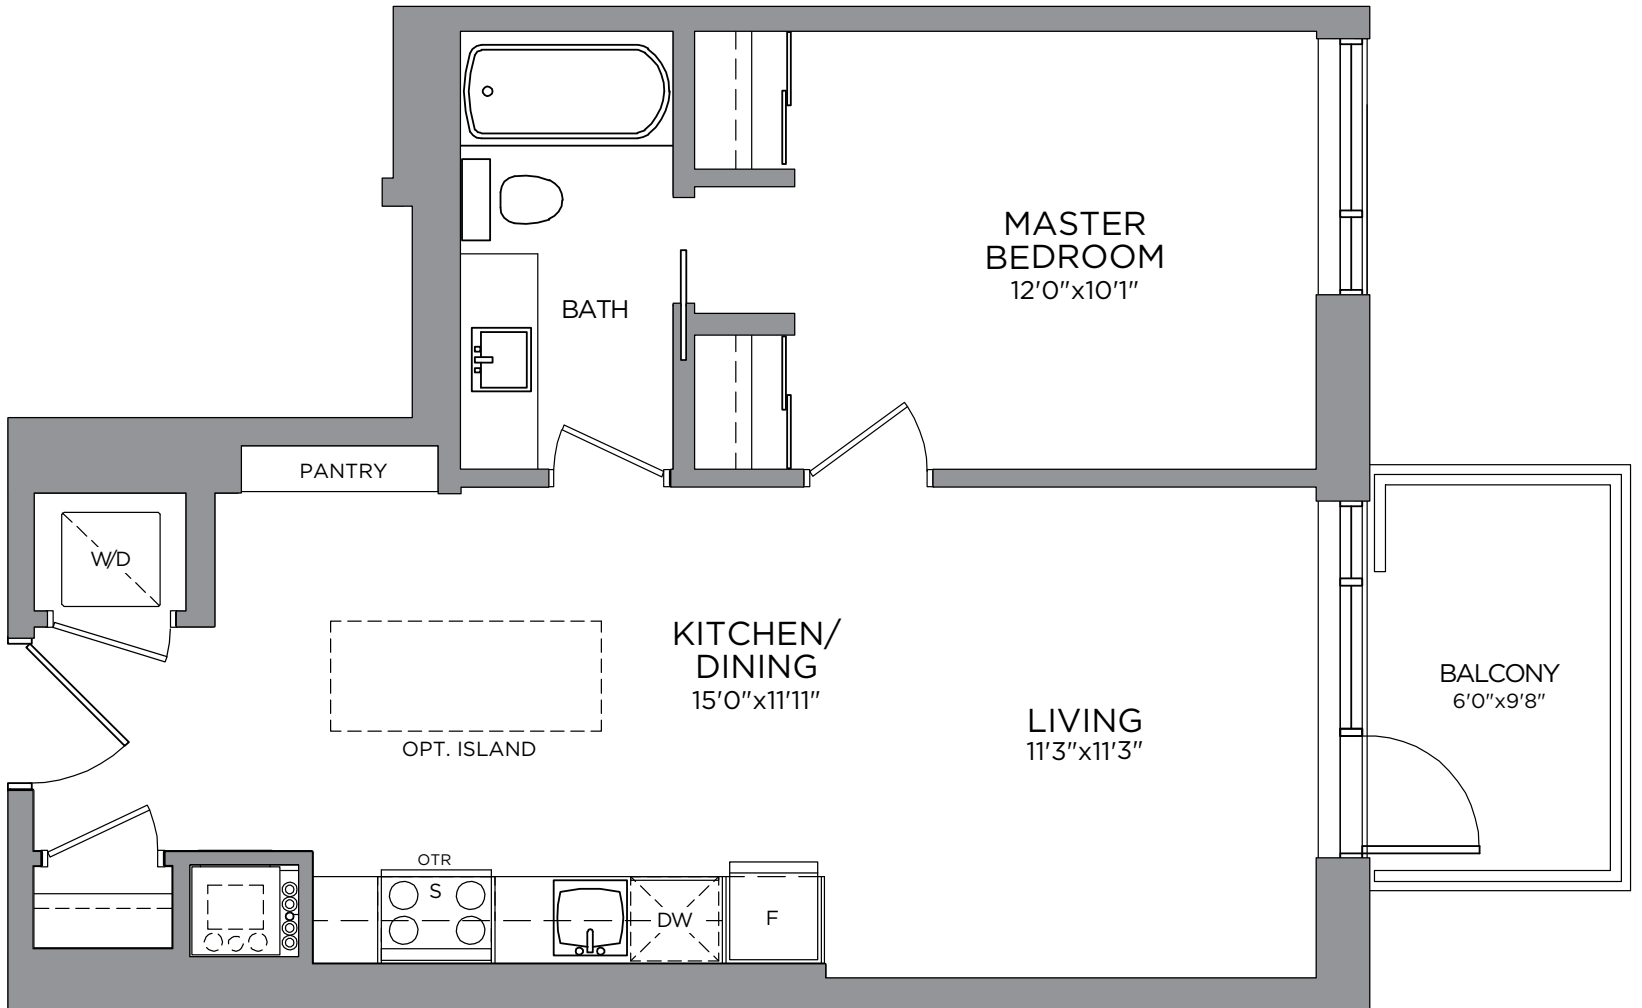 MASTER
BEDROOM
12'0"x10'1"
BATH
PANTRY
W/D
KITCHEN/
DINING
15'0"x11'11"
OPT. ISLAND
LIVING
11'3"x11'3"
BALCONY
6'0"x9'8"
OTR
S
DW
F